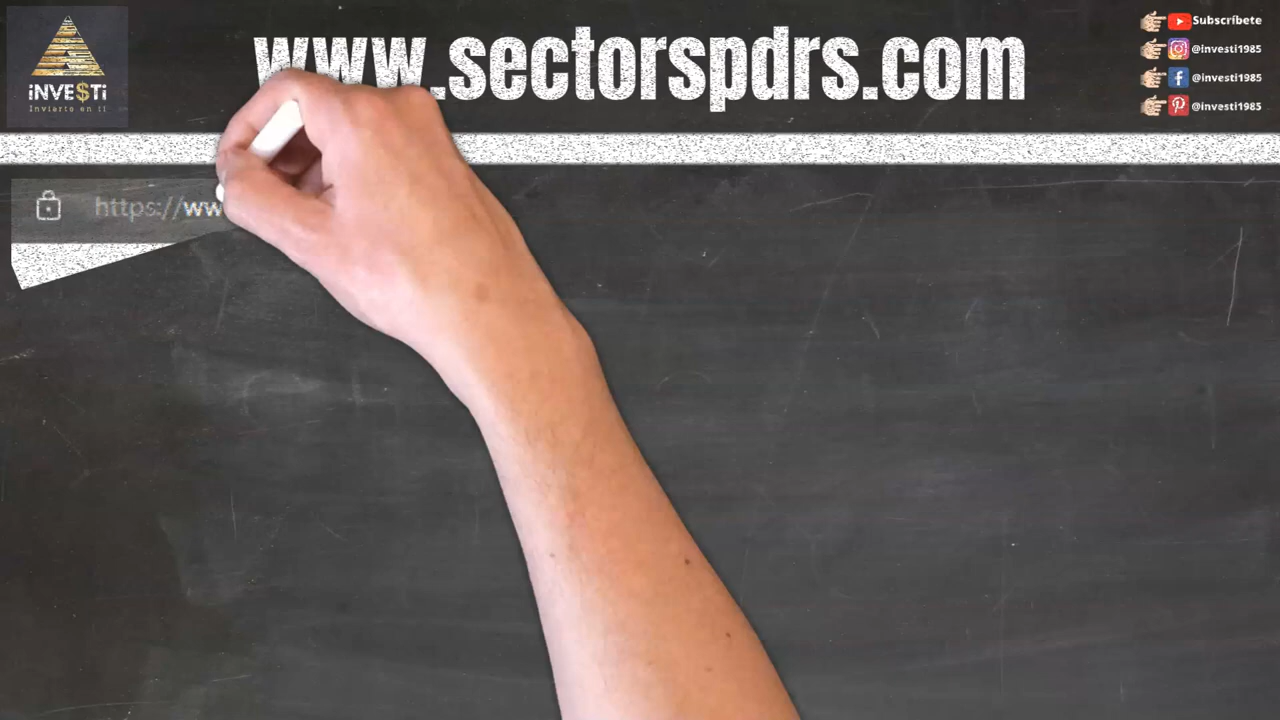 www.sectorspdrs.com
iNVE$Ti
Invierte en ti
Subscríbete
@investi1985
@investi1985
@investi1985
https://ww